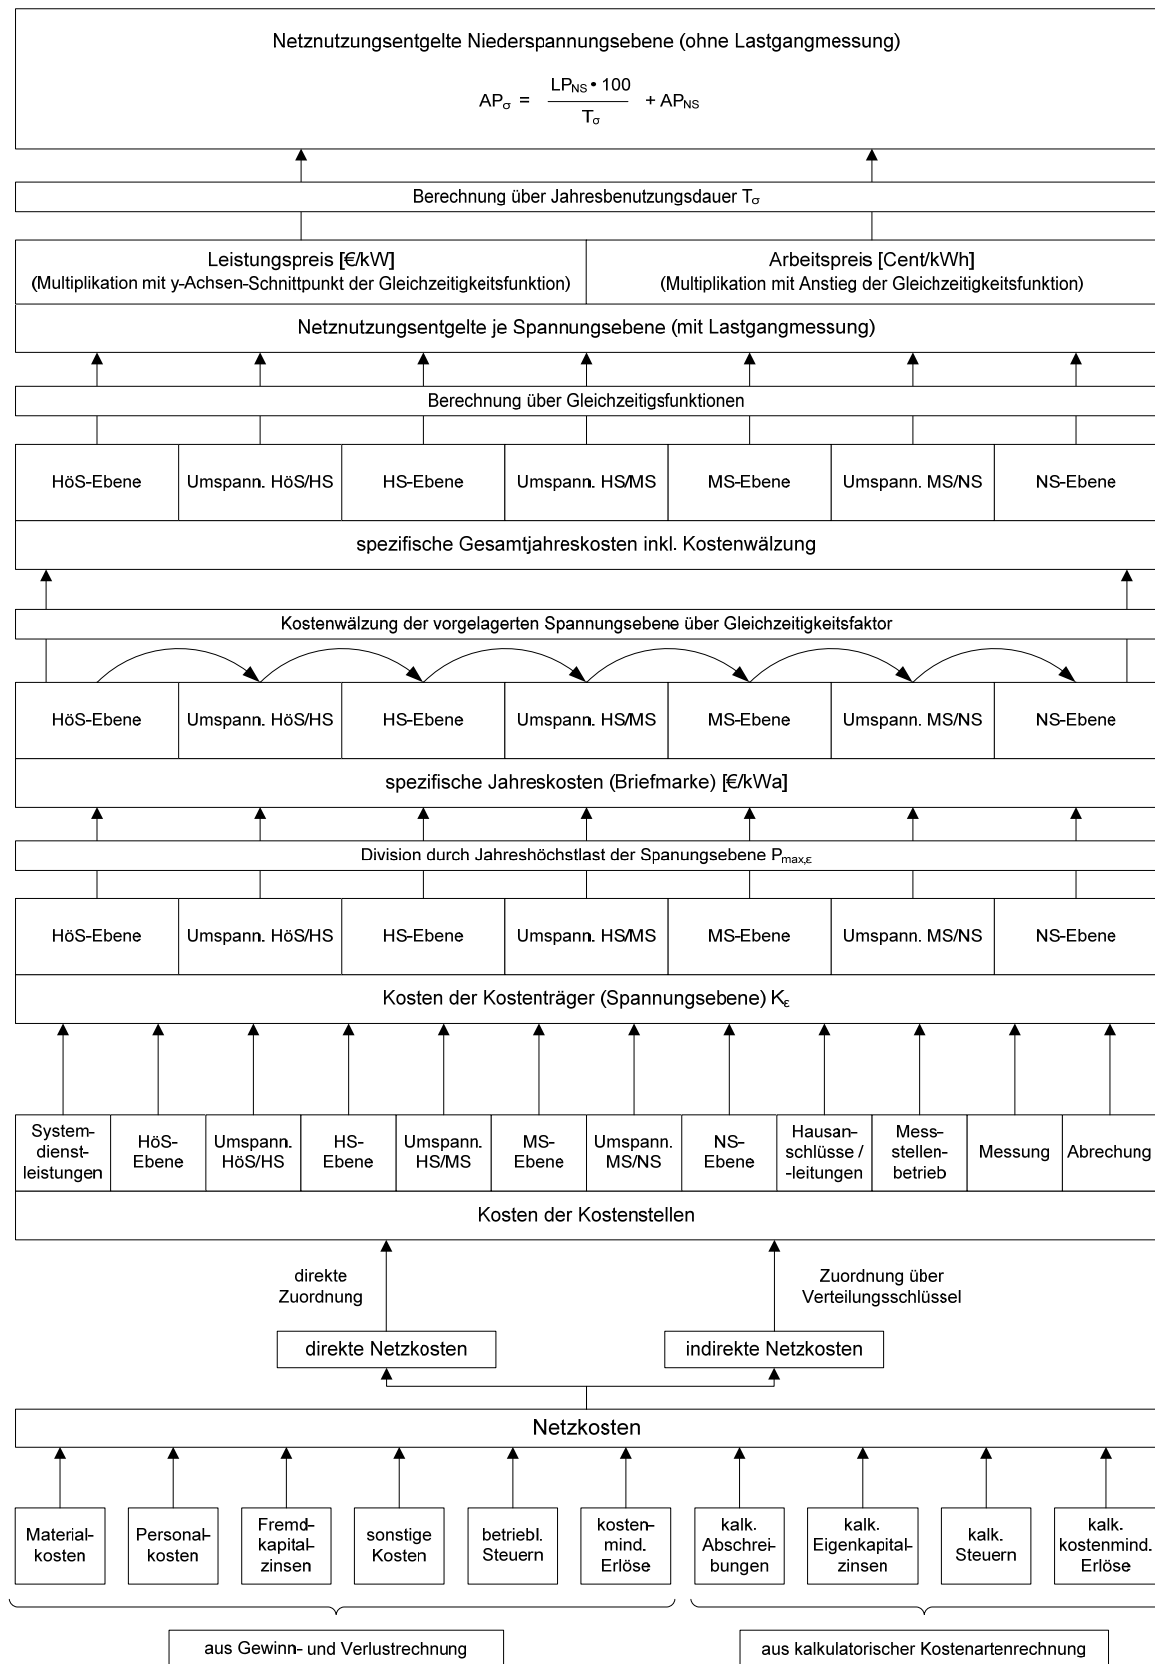 Netznutzungsentgelte Niederspannungsebene (ohne Lastgangmessung)
APσ = LPNS • 100 / Tσ + APNS
Berechnung über Jahresbenutzungsdauer Tσ
Leistungspreis [€/kW]
(Multiplikation mit y-Achsen-Schnittpunkt der Gleichzeitigkeitsfunktion)
Arbeitspreis [Cent/kWh]
(Multiplikation mit Anstieg der Gleichzeitigkeitsfunktion)
Netznutzungsentgelte je Spannungsebene (mit Lastgangmessung)
Berechnung über Gleichzeitigsfunktionen
HöS-Ebene
Umspann. HöS/HS
HS-Ebene
Umspann. HS/MS
MS-Ebene
Umspann. MS/NS
NS-Ebene
spezifische Gesamtjahreskosten inkl. Kostenwälzung
Kostenwälzung der vorgelagerten Spannungsebene über Gleichzeitigkeitsfaktor
HöS-Ebene
Umspann. HöS/HS
HS-Ebene
Umspann. HS/MS
MS-Ebene
Umspann. MS/NS
NS-Ebene
spezifische Jahreskosten (Briefmarke) [€/kWa]
Division durch Jahreshöchstlast der Spanungsebene Pmax,ε
HöS-Ebene
Umspann. HöS/HS
HS-Ebene
Umspann. HS/MS
MS-Ebene
Umspann. MS/NS
NS-Ebene
Kosten der Kostenträger (Spannungsebene) Kε
System-
dienst-
leistungen
HöS-
Ebene
Umspann.
HöS/HS
HS-
Ebene
Umspann.
HS/MS
MS-
Ebene
Umspann.
MS/NS
NS-
Ebene
Hausan-
schlüsse /
-leitungen
Mess-
stellen-
betrieb
Messung
Abrechung
Kosten der Kostenstellen
direkte
Zuordnung
Zuordnung über
Verteilungsschlüssel
direkte Netzkosten
indirekte Netzkosten
Netzkosten
Material-
kosten
Personal-
kosten
Fremd-
kapital-
zinsen
sonstige
Kosten
betriebl.
Steuern
kosten-
mind.
Erlöse
kalk.
Abschrei-
bungen
kalk.
Eigenkapital-
zinsen
kalk.
Steuern
kalk.
kostenmind.
Erlöse
aus Gewinn- und Verlustrechnung
aus kalkulatorischer Kostenartenrechnung